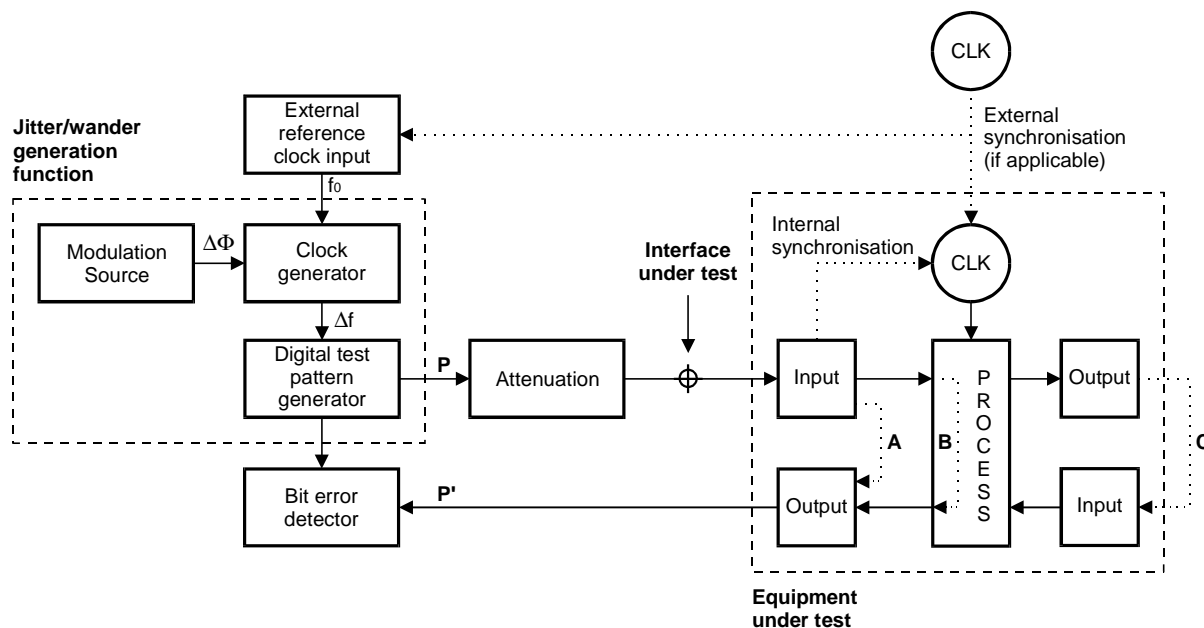 CLK
External
synchronisation
(if applicable)
External
reference
clock input
Jitter/wander
generation
function
f0
Modulation
Source
ΔΦ
Clock
generator
Δf
Digital test
pattern
generator
P
Attenuation
Interface
under test
Internal
synchronisation
CLK
Input
PROCESS
Output
A
B
C
Bit error
detector
P'
Output
Input
Equipment
under test